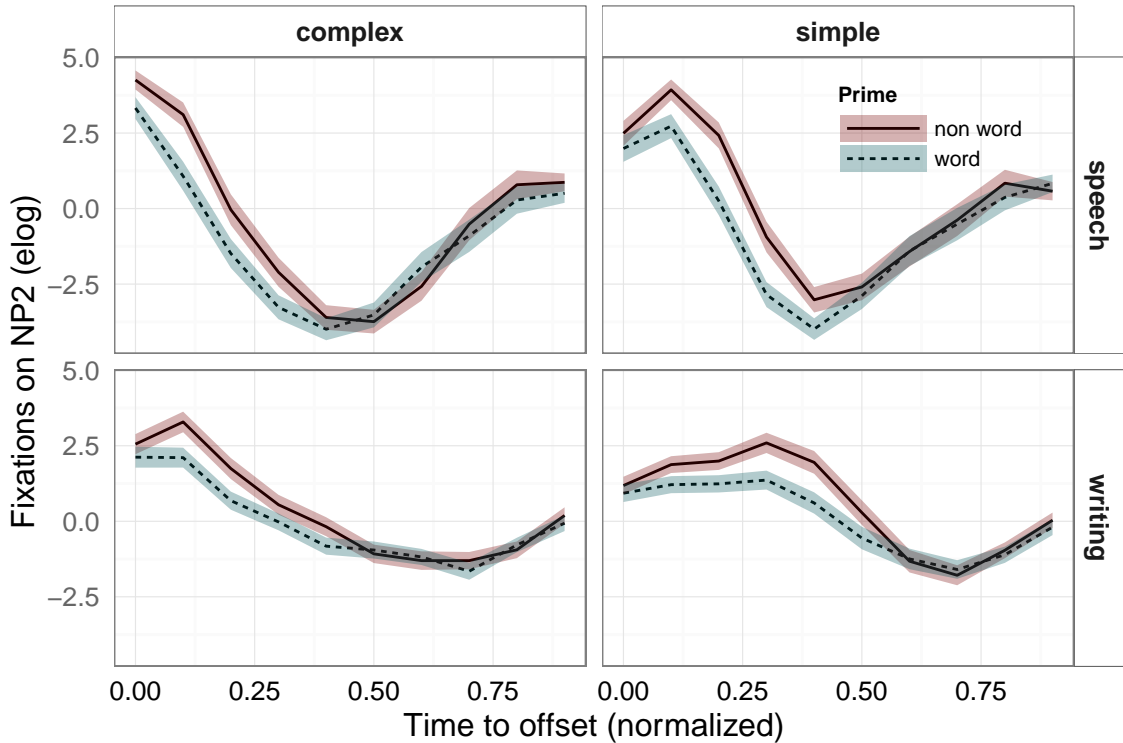 complex
simple
5.0
2.5
0.0
−2.5
Prime
non word
word
speech
5.0
2.5
0.0
−2.5
writing
Fixations on NP2 (elog)
0.00
0.25
0.50
0.75
0.00
0.25
0.50
0.75
Time to offset (normalized)